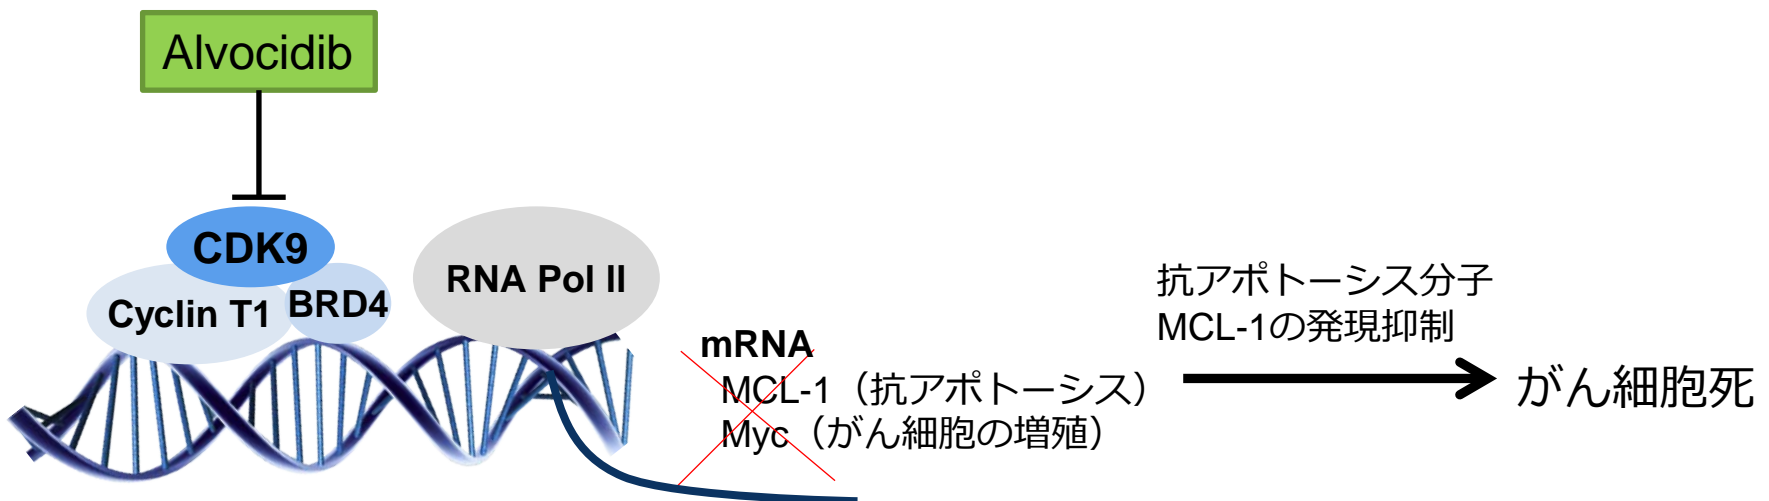 Alvocidib
CDK9
Cyclin T1
BRD4
RNA Pol II
mRNA
MCL-1（抗アポトーシス）
Myc（がん細胞の増殖）
抗アポトーシス分子
MCL-1の発現抑制
がん細胞死